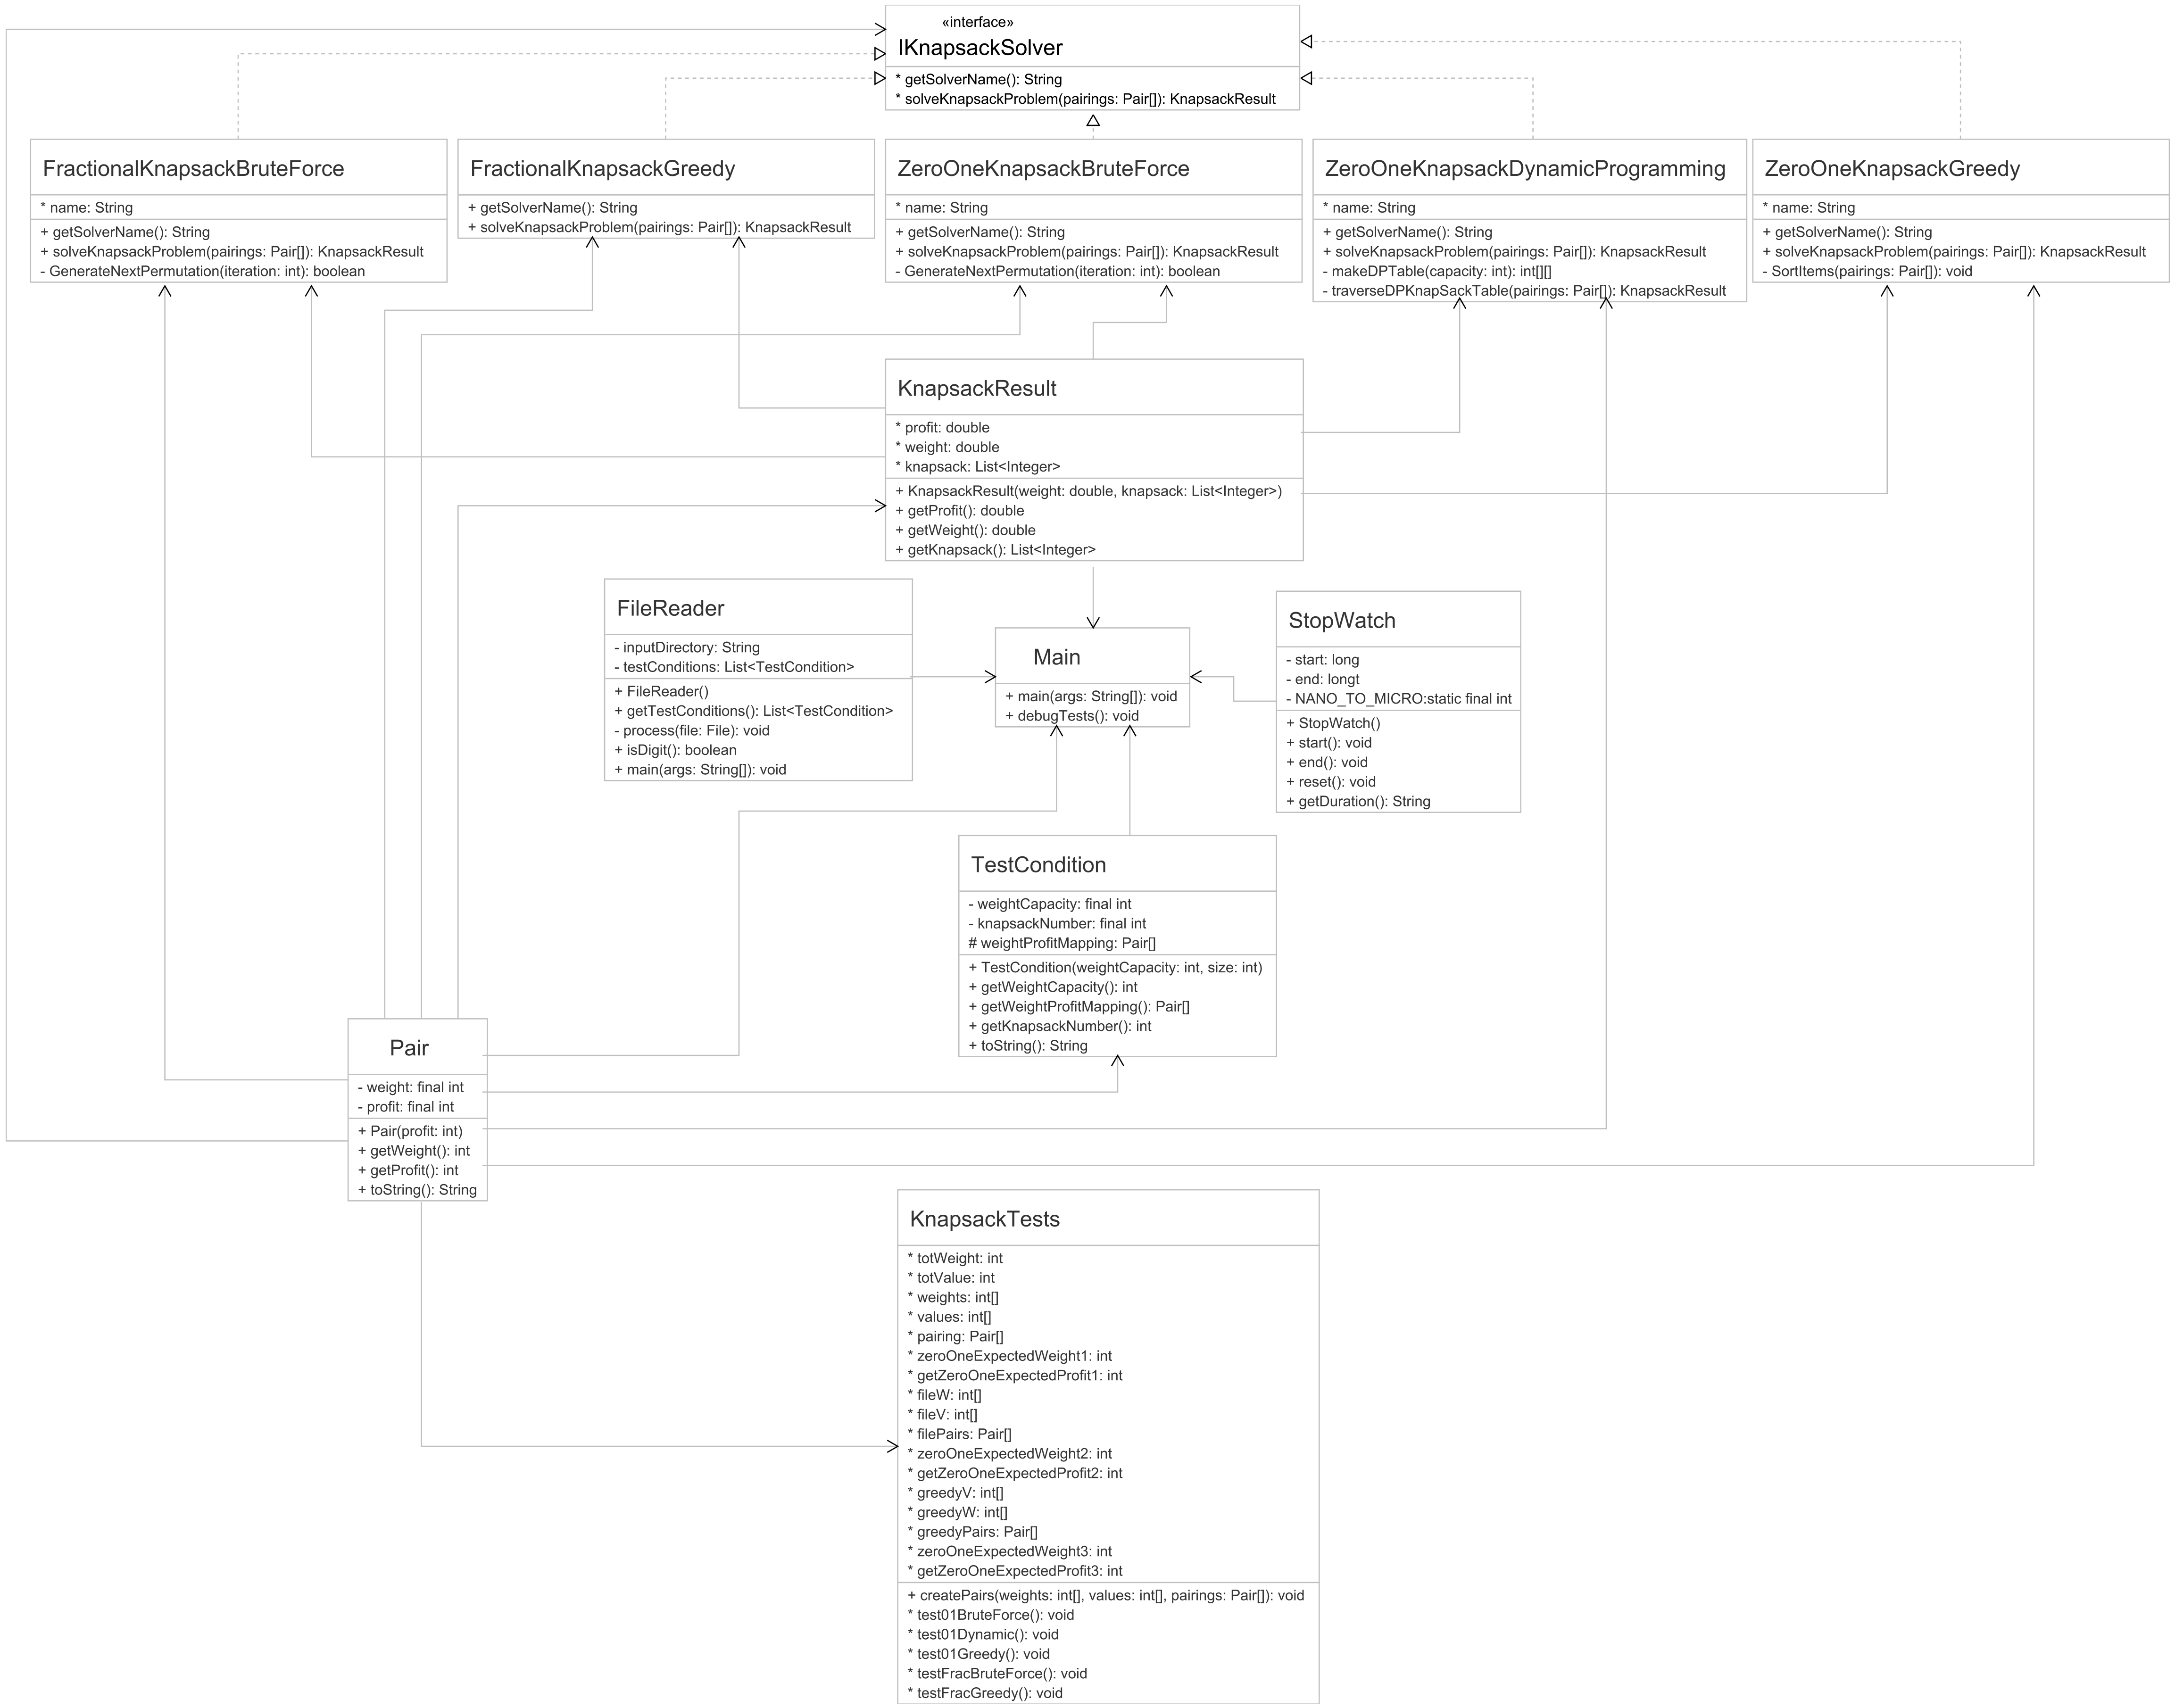 «interface»
IKnapsackSolver
* getSolverName(): String
* solveKnapsackProblem(pairings: Pair[]): KnapsackResult
FractionalKnapsackBruteForce
* name: String
+ getSolverName(): String
+ solveKnapsackProblem(pairings: Pair[]): KnapsackResult
- GenerateNextPermutation(iteration: int): boolean
FractionalKnapsackGreedy
+ getSolverName(): String
+ solveKnapsackProblem(pairings: Pair[]): KnapsackResult
ZeroOneKnapsackBruteForce
* name: String
+ getSolverName(): String
+ solveKnapsackProblem(pairings: Pair[]): KnapsackResult
- GenerateNextPermutation(iteration: int): boolean
ZeroOneKnapsackDynamicProgramming
* name: String
+ getSolverName(): String
+ solveKnapsackProblem(pairings: Pair[]): KnapsackResult
- makeDPTable(capacity: int): int[][]
- traverseDPKnapSackTable(pairings: Pair[]): KnapsackResult
ZeroOneKnapsackGreedy
* name: String
+ getSolverName(): String
+ solveKnapsackProblem(pairings: Pair[]): KnapsackResult
- SortItems(pairings: Pair[]): void
KnapsackResult
* profit: double
* weight: double
* knapsack: List<Integer>
+ KnapsackResult(weight: double, knapsack: List<Integer>)
+ getProfit(): double
+ getWeight(): double
+ getKnapsack(): List<Integer>
FileReader
- inputDirectory: String
- testConditions: List<TestCondition>
+ FileReader()
+ getTestConditions(): List<TestCondition>
- process(file: File): void
+ isDigit(): boolean
+ main(args: String[]): void
Main
+ main(args: String[]): void
+ debugTests(): void
StopWatch
- start: long
- end: longt
- NANO_TO_MICRO:static final int
+ StopWatch()
+ start(): void
+ end(): void
+ reset(): void
+ getDuration(): String
TestCondition
- weightCapacity: final int
- knapsackNumber: final int
# weightProfitMapping: Pair[]
+ TestCondition(weightCapacity: int, size: int)
+ getWeightCapacity(): int
+ getWeightProfitMapping(): Pair[]
+ getKnapsackNumber(): int
+ toString(): String
Pair
- weight: final int
- profit: final int
+ Pair(profit: int)
+ getWeight(): int
+ getProfit(): int
+ toString(): String
KnapsackTests
* totWeight: int
* totValue: int
* weights: int[]
* values: int[]
* pairing: Pair[]
* zeroOneExpectedWeight1: int
* getZeroOneExpectedProfit1: int
* fileW: int[]
* fileV: int[]
* filePairs: Pair[]
* zeroOneExpectedWeight2: int
* getZeroOneExpectedProfit2: int
* greedyV: int[]
* greedyW: int[]
* greedyPairs: Pair[]
* zeroOneExpectedWeight3: int
* getZeroOneExpectedProfit3: int
+ createPairs(weights: int[], values: int[], pairings: Pair[]): void
* test01BruteForce(): void
* test01Dynamic(): void
* test01Greedy(): void
* testFracBruteForce(): void
* testFracGreedy(): void